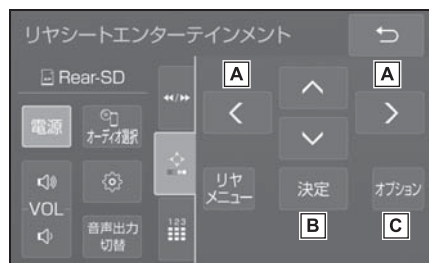 リヤシートエンターテインメント
Rear-SD
A
A
電源
オーディオ選択
リヤ
メニュー
決定
オプション
VOL
音声出力
切替
123
B
C